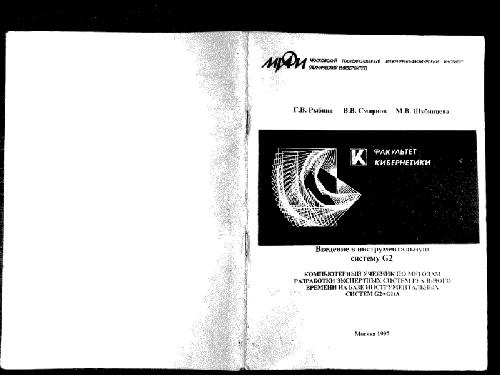 МИФИ
МОСКОВСКИЙ ГОСУДАРСТВЕННЫЙ ИНЖЕНЕРНО-ФИЗИЧЕСКИЙ ИНСТИТУТ
(ТЕХНИЧЕСКИЙ УНИВЕРСИТЕТ)
Г.В. Рыбина В.В. Смирнов М.В. Шубинцева
К ФАКУЛЬТЕТ
КИБЕРНЕТИКИ
Введение в инструментальную
систему G2
КОМПЬЮТЕРНЫЙ УЧЕБНИК ПО МЕТОДАМ
РАЗРАБОТКИ ЭКСПЕРТНЫХ СИСТЕМ РЕАЛЬНОГО
ВРЕМЕНИ НА БАЗЕ ИНСТРУМЕНТАЛЬНЫХ
СИСТЕМ G2+GDA
Москва 1997